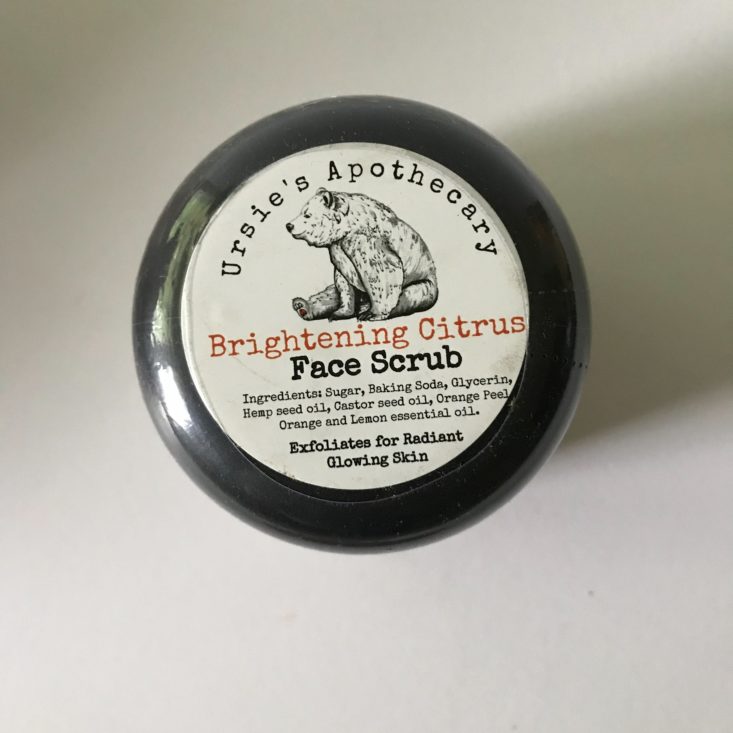 Ursie's Apothecary
Brightening Citrus
Face Scrub
Ingredients: Sugar, Baking Soda, Glycerin,
Hemp seed oil, Castor seed oil, Orange Peel,
Orange and Lemon essential oil.
Exfoliates for Radiant
Glowing Skin